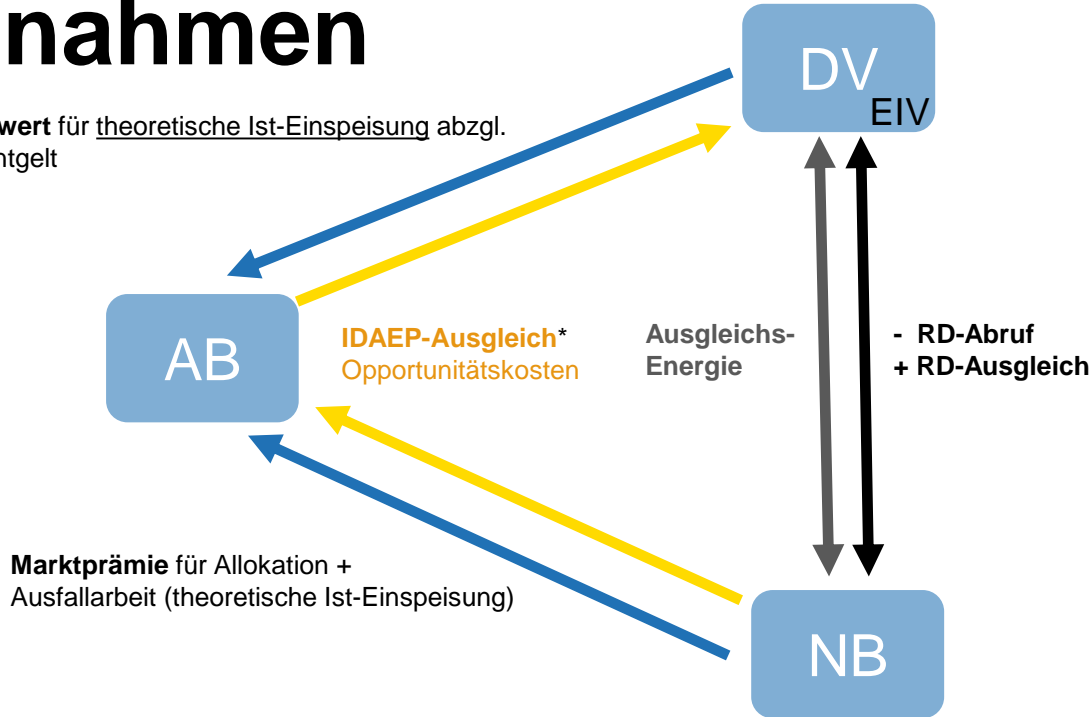 nahmen
DV
EIV
wert für theoretische Ist-Einspeisung abzgl.
ntgelt
AB
IDAEP-Ausgleich*
Opportunitätskosten
Ausgleichs-
Energie
- RD-Abruf
+ RD-Ausgleich
Marktprämie für Allokation +
Ausfallarbeit (theoretische Ist-Einspeisung)
NB